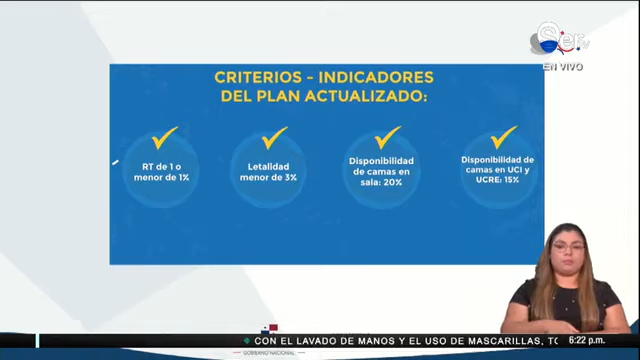 SerTV
EN VIVO
CRITERIOS - INDICADORES
DEL PLAN ACTUALIZADO:
RT DE 1 o
menor de 1%
Letalidad
menor de 3%
Disponibilidad
de camas en
sala: 20%
Disponibilidad de
camas en UCI y
UCRE: 15%
CON EL LAVADO DE MANOS Y EL USO DE MASCARILLAS, TO
6:22 p.m.
GOBIERNO NACIONAL